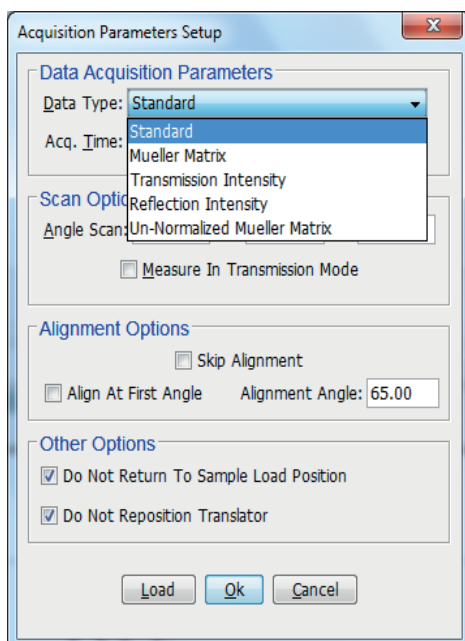 Acquisition Parameters Setup
Data Acquisition Parameters
Data Type: Standard
Acq. Time:
Standard
Mueller Matrix
Transmission Intensity
Reflection Intensity
Un-Normalized Mueller Matrix
Scan Optio
Angle Scan:
Measure In Transmission Mode
Alignment Options
Skip Alignment
Align At First Angle Alignment Angle: 65.00
Other Options
Do Not Return To Sample Load Position
Do Not Reposition Translator
Load Ok Cancel